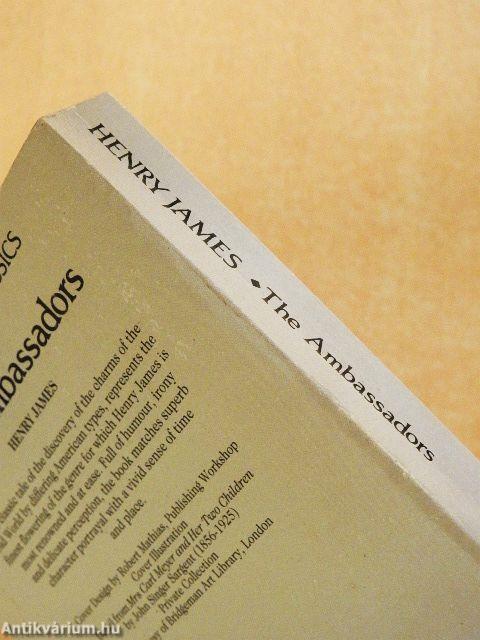 HENRY JAMES ♦ The Ambassadors
SICS
bassadors
HENRY JAMES
classic tale of the discovery of the charms of the
World by differing American types, represents the
finest flowering of the genre for which Henry James is
most renowned and at ease. Full of humour, irony
and delicate perception, the book matches superb
character portrayal with a vivid sense of time
and place.
Cover Design by Robert Mathias, Publishing Workshop
Cover Illustration
from Mrs Carl Meyer and Her Two Children
by John Singer Sargent (1856-1925)
Private Collection
of Bridgeman Art Library, London
Antikvárium.hu